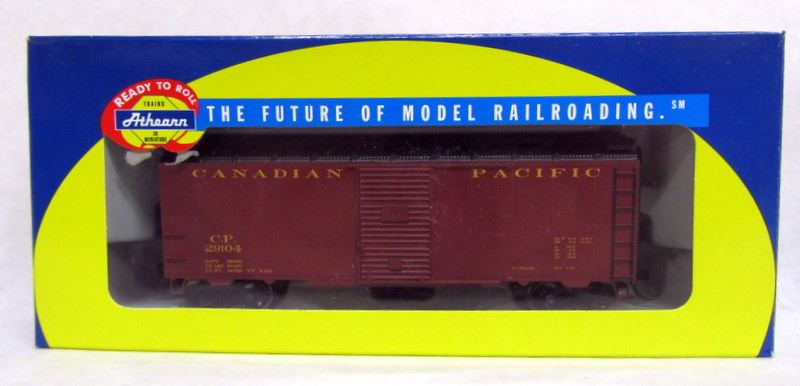 READY TO ROLL
TRAINS
Athearn
IN
MINIATURE
THE FUTURE OF MODEL RAILROADING. SM
CANADIAN PACIFIC
C.P.
29104